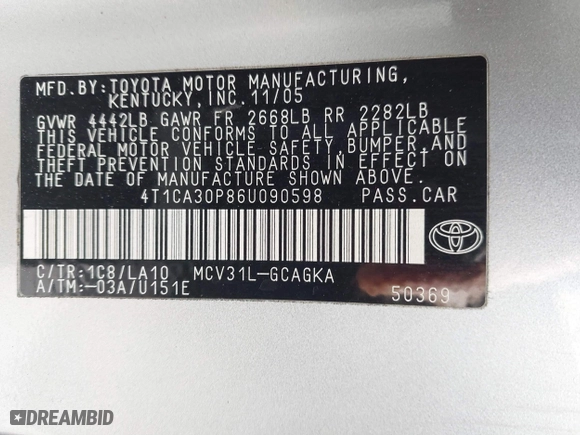 MFD.BY:TOYOTA MOTOR MANUFACTURING,
KENTUCKY, INC. 11/05
GVWR 4442LB GAWR FR 2668LB RR 2282LB
THIS VEHICLE CONFORMS TO ALL APPLICABLE
FEDERAL MOTOR VEHICLE SAFETY, BUMPER, AND
THEFT PREVENTION STANDARDS IN EFFECT ON
THE DATE OF MANUFACTURE SHOWN ABOVE.
4T1CA30P86U090598 PASS.CAR
C/TR:1C8/LA10 MCV31L-GCAGKA
A/TM:-03A/U151E 50369
DREAMBID